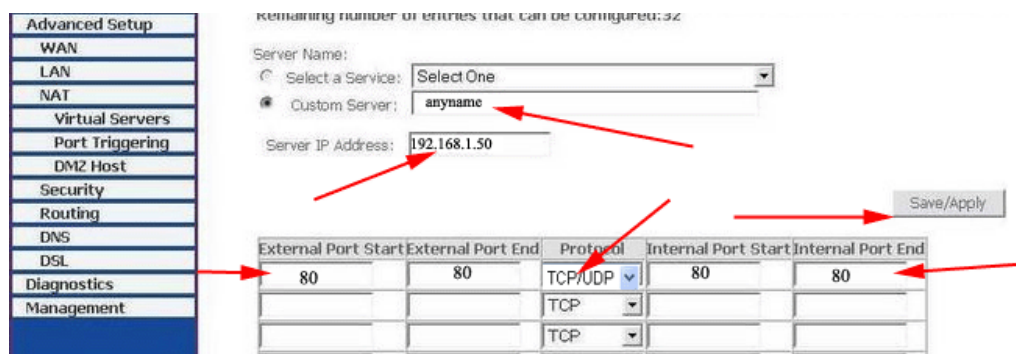 Remaining number of entries that can be configured:32
Advanced Setup
WAN
LAN
NAT
Virtual Servers
Port Triggering
DMZ Host
Security
Routing
DNS
DSL
Diagnostics
Management
Server Name:
Select a Service: Select One
Custom Server: anyname
Server IP Address: 192.168.1.50
Save/Apply
External Port Start External Port End Protocol Internal Port Start Internal Port End
80 80 TCP/UDP 80 80
TCP
TCP